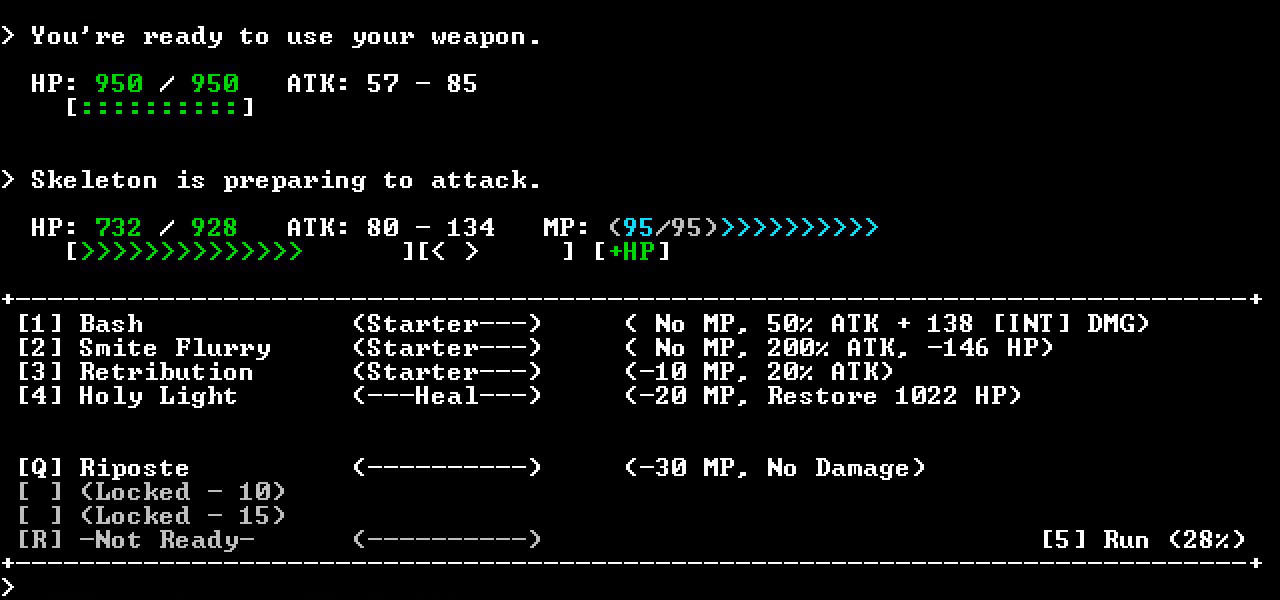 > You're ready to use your weapon.
HP: 950 / 950   ATK: 57 - 85
[::::::::::]
> Skeleton is preparing to attack.
HP: 732 / 928   ATK: 80 - 134   MP: (95/95)>>>>>>>>>>
[>>>>>>>>>>>>>>      ][< >     ] [+HP]
+------------------------------------------------------------------------------+
[1] Bash             (Starter---)     ( No MP, 50% ATK + 138 [INT] DMG)
[2] Smite Flurry     (Starter---)     ( No MP, 200% ATK, -146 HP)
[3] Retribution      (Starter---)     (-10 MP, 20% ATK)
[4] Holy Light       (---Heal---)     (-20 MP, Restore 1022 HP)
[Q] Riposte          (----------)     (-30 MP, No Damage)
[ ] (Locked - 10)
[ ] (Locked - 15)
[R] -Not Ready-      (----------)                               [5] Run (28%)
+------------------------------------------------------------------------------+
>